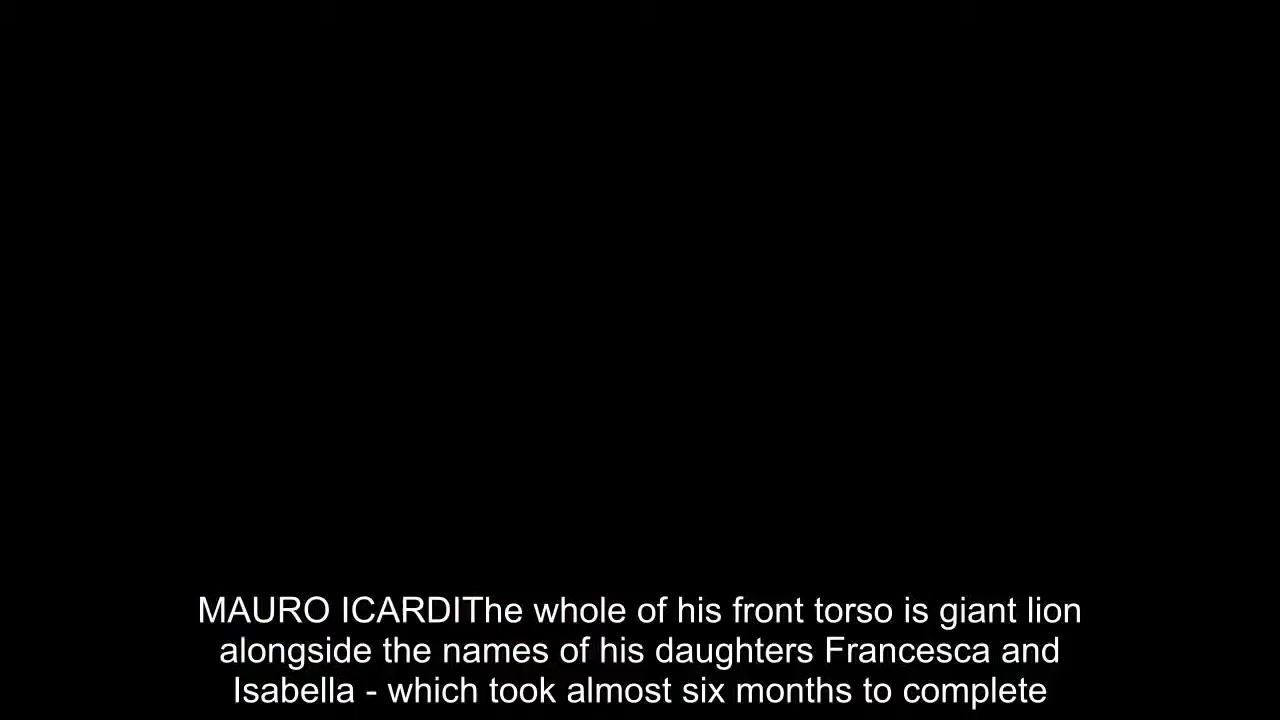 MAURO ICARDIThe whole of his front torso is giant lion
alongside the names of his daughters Francesca and
Isabella - which took almost six months to complete